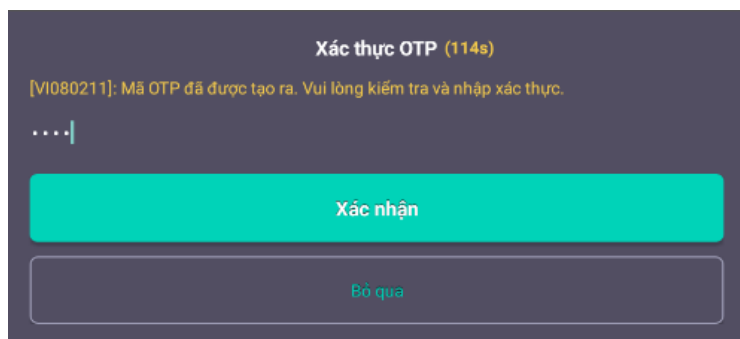 Xác thực OTP (114s)
[VI080211]: Mã OTP đã được tạo ra. Vui lòng kiểm tra và nhập xác thực.
....
Xác nhận
Bỏ qua